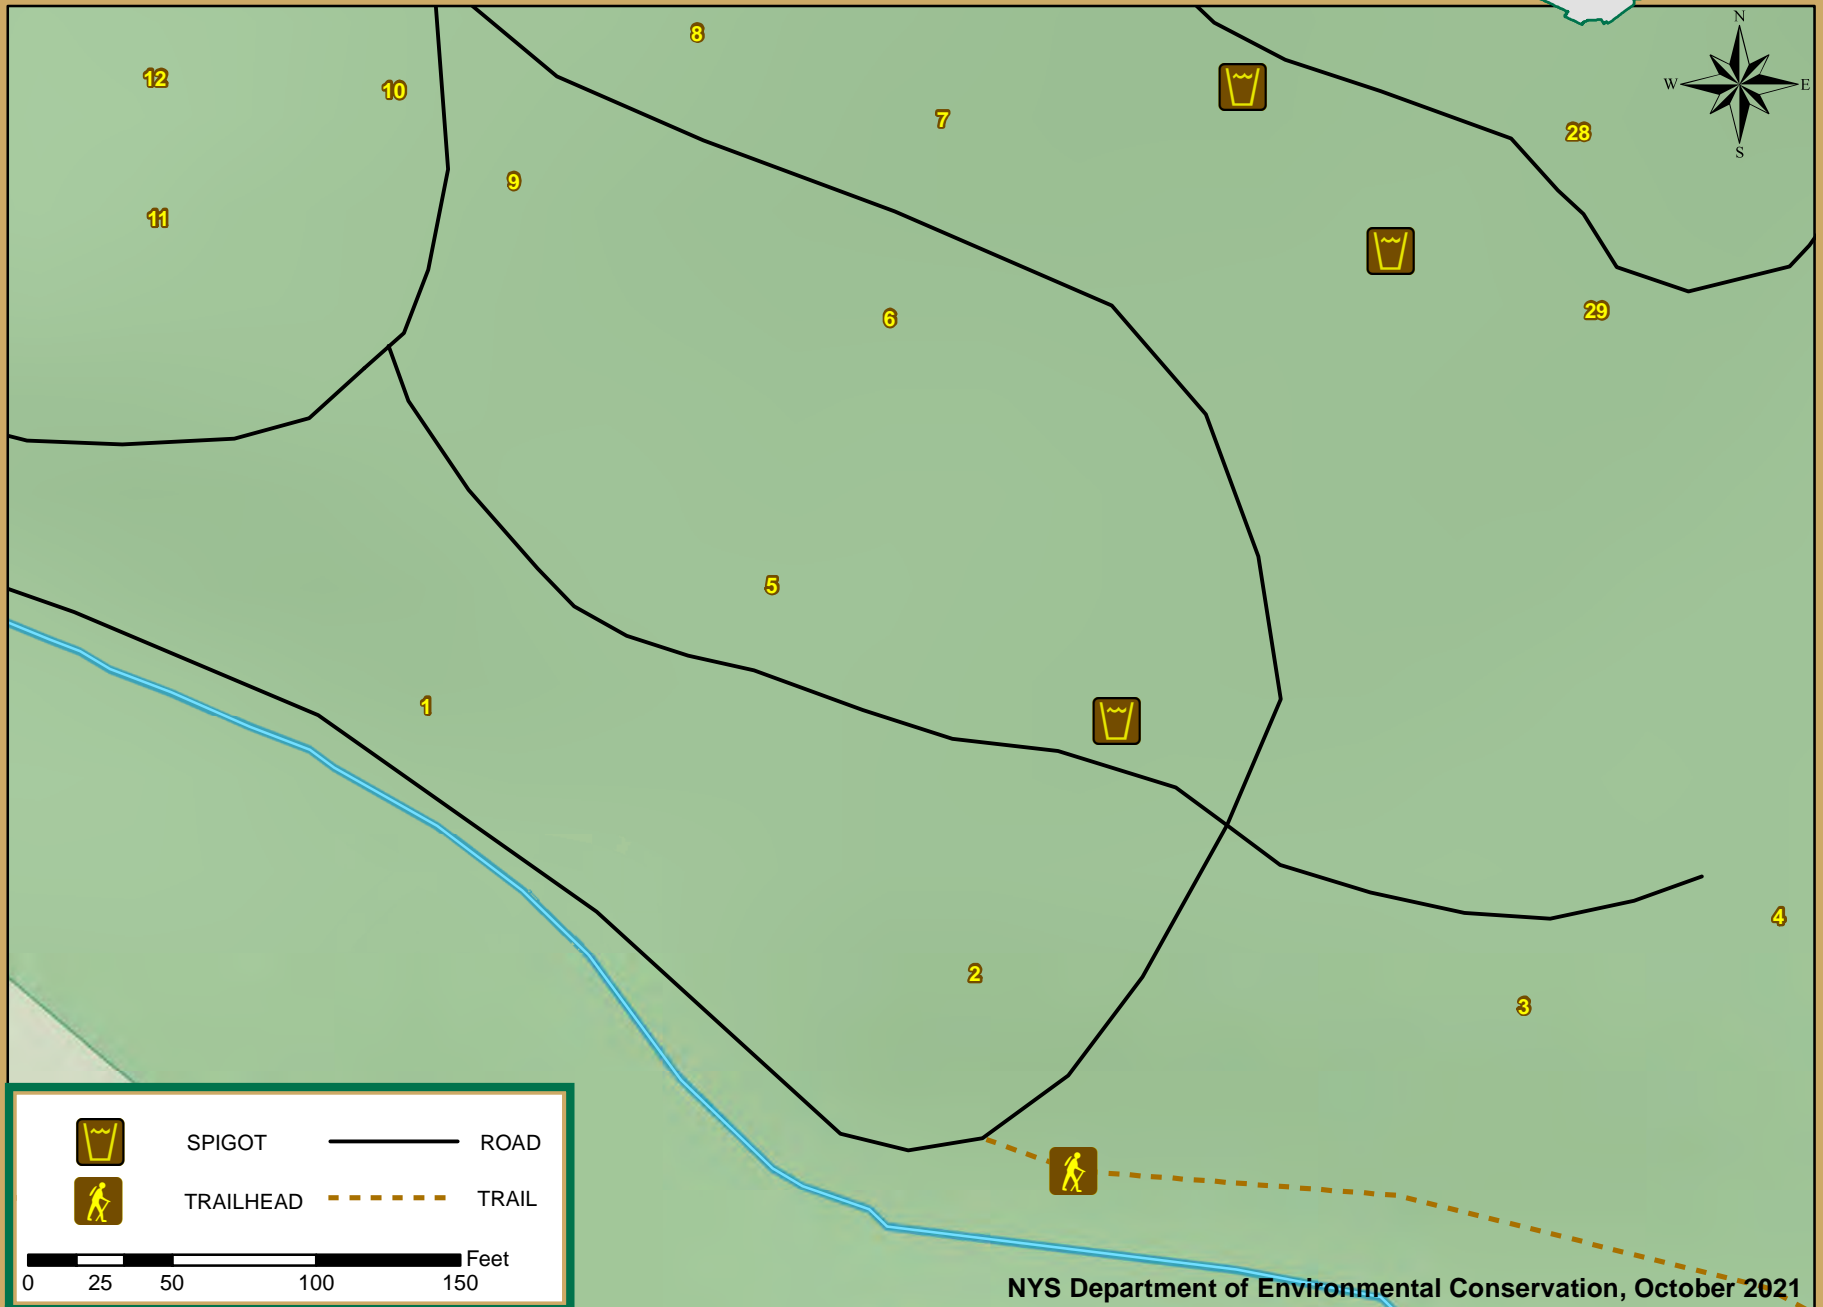 8
N
12
10
W
E
7
28
S
9
11
29
6
5
1
4
2
3
SPIGOT
ROAD
TRAILHEAD
TRAIL
Feet
0 25 50 100 150
NYS Department of Environmental Conservation, October 2021